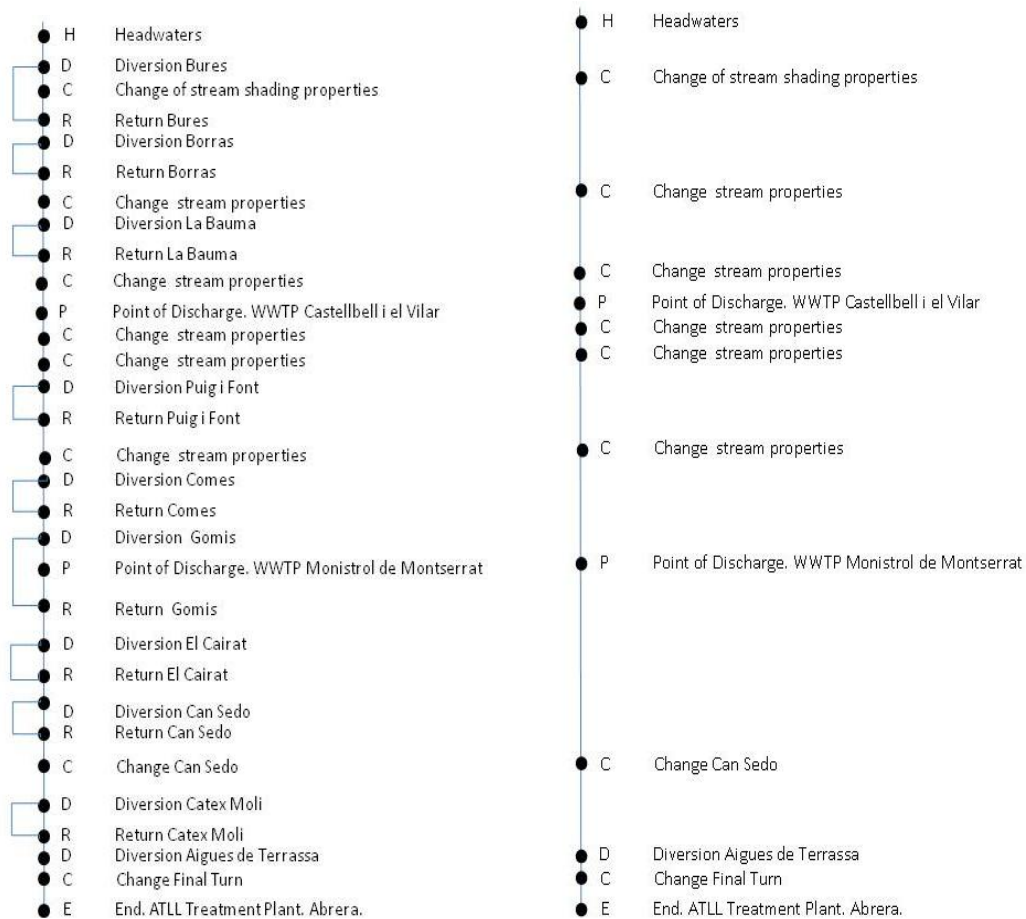 H Headwaters
D Diversion Bures
C Change of stream shading properties
R Return Bures
D Diversion Borras
R Return Borras
C Change stream properties
D Diversion La Bauma
R Return La Bauma
C Change stream properties
P Point of Discharge. WWTP Castellbell i el Vilar
C Change stream properties
C Change stream properties
D Diversion Puig i Font
R Return Puig i Font
C Change stream properties
D Diversion Comes
R Return Comes
D Diversion Gomis
P Point of Discharge. WWTP Monistrol de Montserrat
R Return Gomis
D Diversion El Cairat
R Return El Cairat
D Diversion Can Sedo
R Return Can Sedo
C Change Can Sedo
D Diversion Catex Moli
R Return Catex Moli
D Diversion Aigues de Terrassa
C Change Final Turn
E End. ATLL Treatment Plant. Abrera.
H Headwaters
C Change of stream shading properties
C Change stream properties
C Change stream properties
P Point of Discharge. WWTP Castellbell i el Vilar
C Change stream properties
C Change stream properties
C Change stream properties
P Point of Discharge. WWTP Monistrol de Montserrat
C Change Can Sedo
D Diversion Aigues de Terrassa
C Change Final Turn
E End. ATLL Treatment Plant. Abrera.